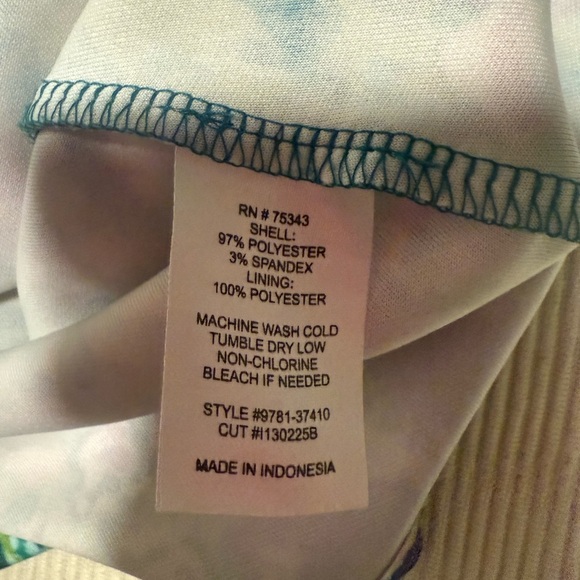 RN # 75343
SHELL:
97% POLYESTER
3% SPANDEX
LINING:
100% POLYESTER
MACHINE WASH COLD
TUMBLE DRY LOW
NON-CHLORINE
BLEACH IF NEEDED
STYLE #9781-37410
CUT #I130225B
MADE IN INDONESIA